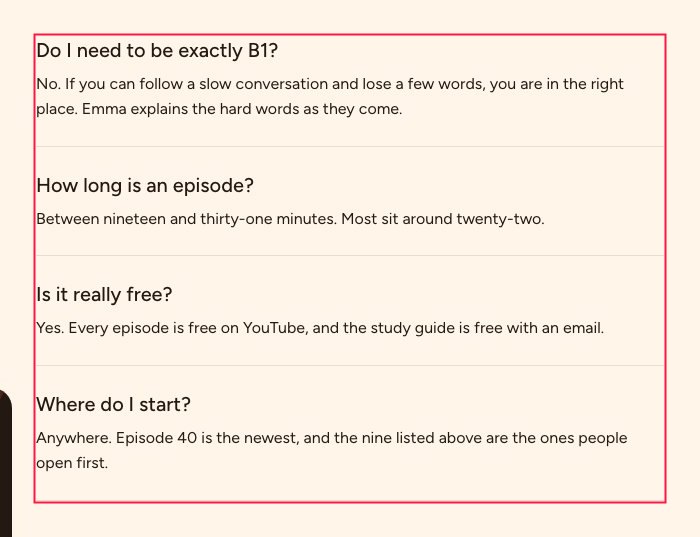 Do I need to be exactly B1?
No. If you can follow a slow conversation and lose a few words, you are in the right
place. Emma explains the hard words as they come.
How long is an episode?
Between nineteen and thirty-one minutes. Most sit around twenty-two.
Is it really free?
Yes. Every episode is free on YouTube, and the study guide is free with an email.
Where do I start?
Anywhere. Episode 40 is the newest, and the nine listed above are the ones people
open first.